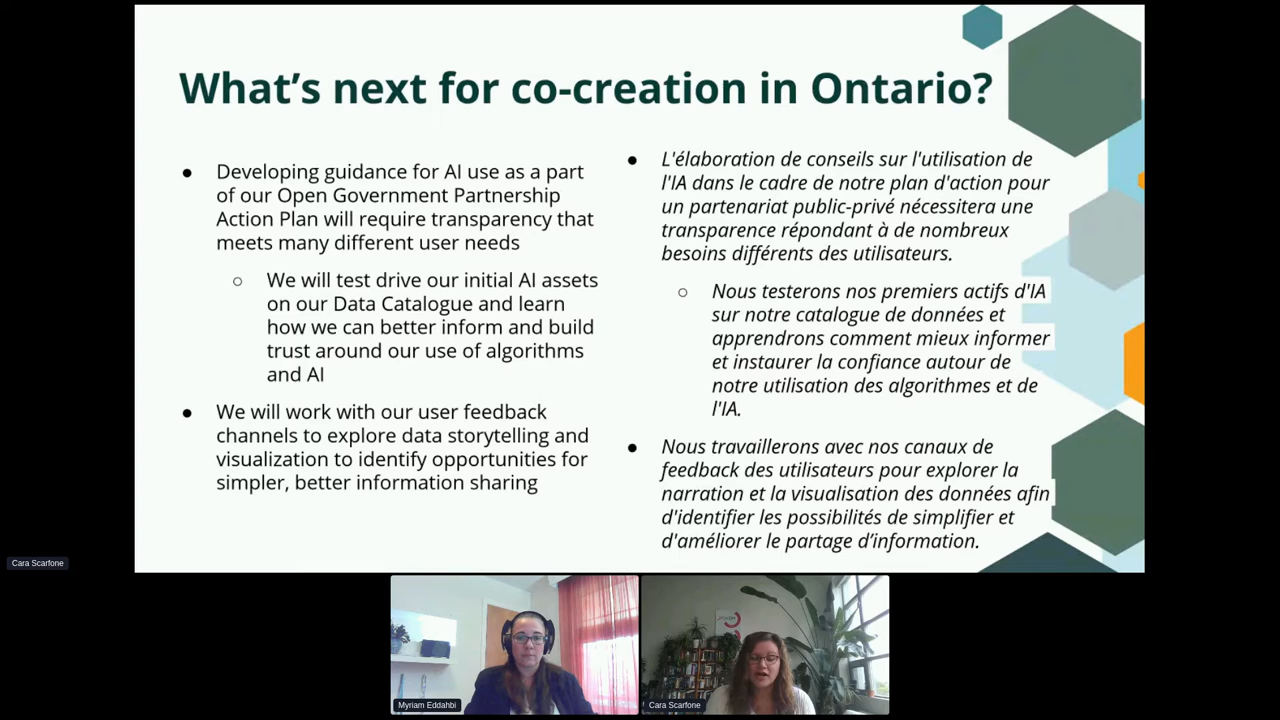 What's next for co-creation in Ontario?
● Developing guidance for AI use as a part
of our Open Government Partnership
Action Plan will require transparency that
meets many different user needs
○ We will test drive our initial AI assets
on our Data Catalogue and learn
how we can better inform and build
trust around our use of algorithms
and AI
● We will work with our user feedback
channels to explore data storytelling and
visualization to identify opportunities for
simpler, better information sharing
● L'élaboration de conseils sur l'utilisation de
l'IA dans le cadre de notre plan d'action pour
un partenariat public-privé nécessitera une
transparence répondant à de nombreux
besoins différents des utilisateurs.
○ Nous testerons nos premiers actifs d'IA
sur notre catalogue de données et
apprendrons comment mieux informer
et instaurer la confiance autour de
notre utilisation des algorithmes et de
l'IA.
● Nous travaillerons avec nos canaux de
feedback des utilisateurs pour explorer la
narration et la visualisation des données afin
d'identifier les possibilités de simplifier et
d'améliorer le partage d’information.
Cara Scarfone
Myriam Eddahbi
Cara Scarfone